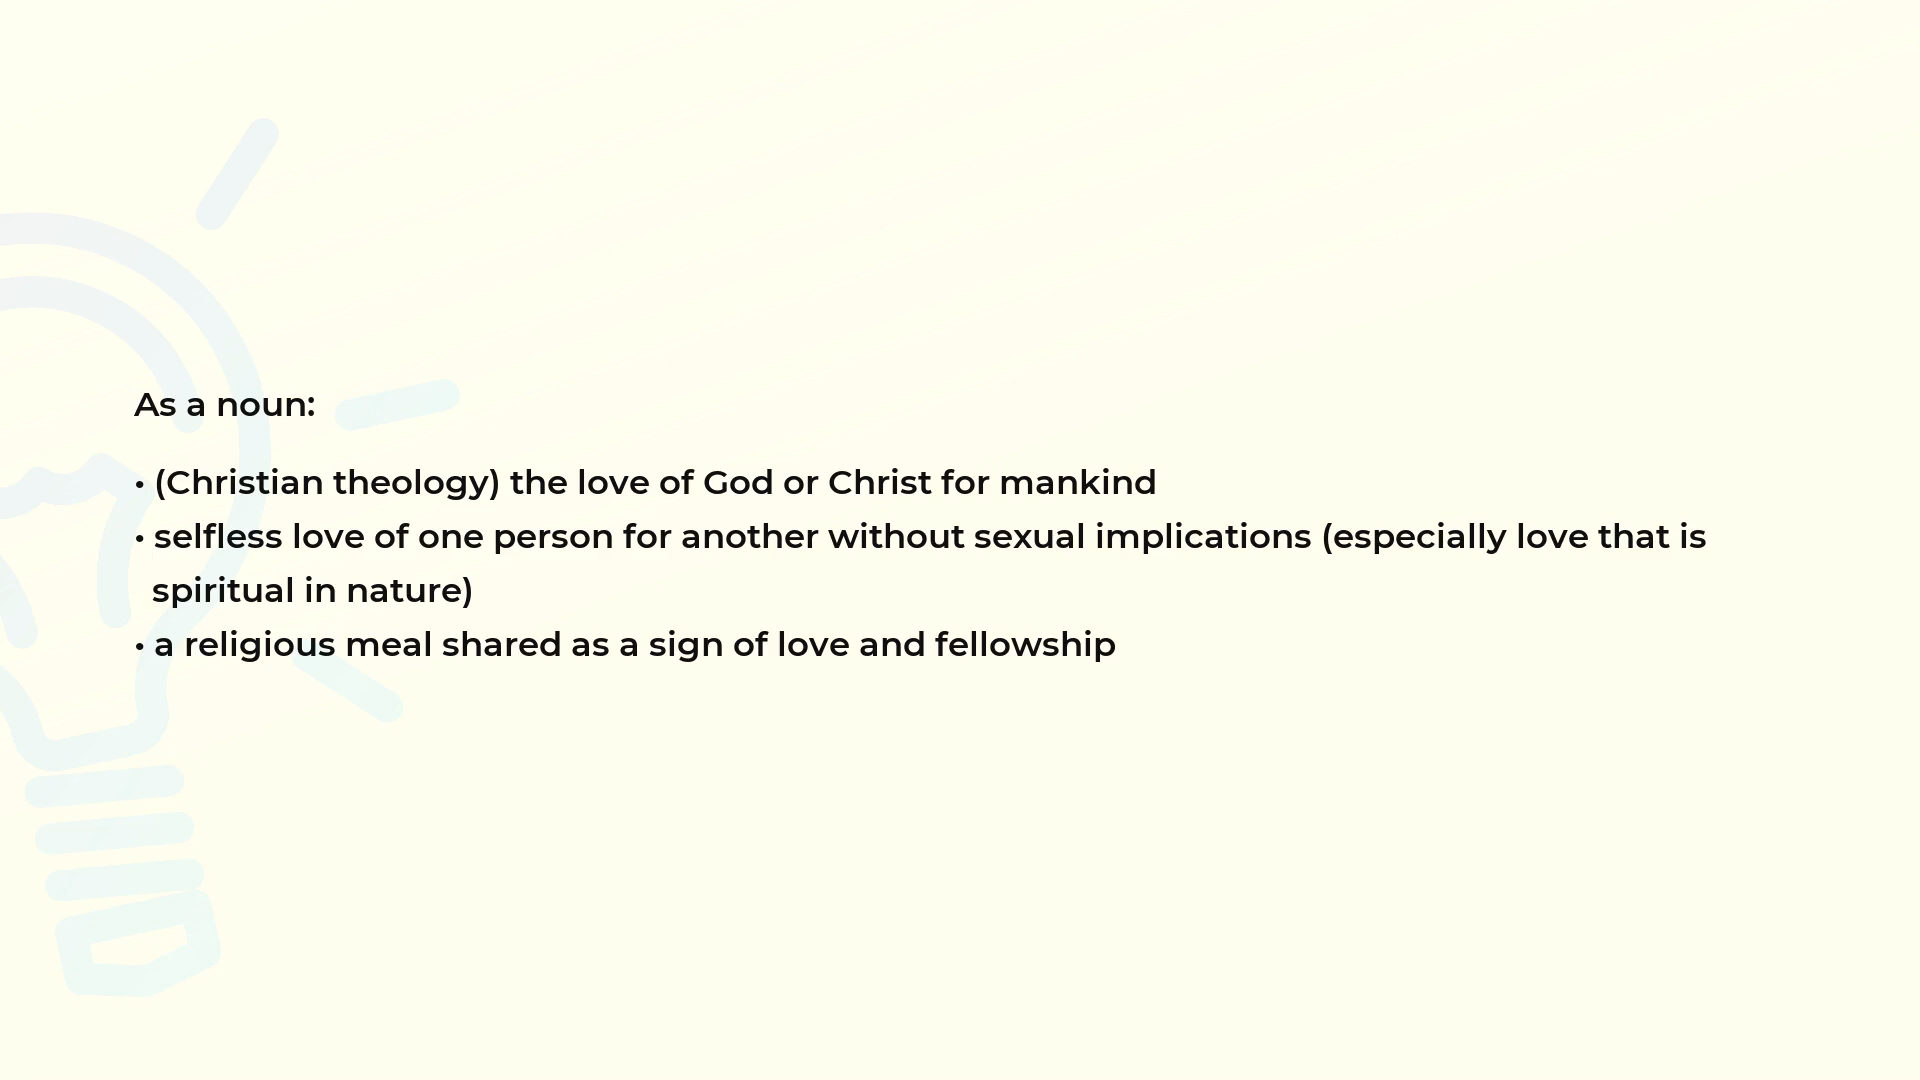 As a noun:
• (Christian theology) the love of God or Christ for mankind
• selfless love of one person for another without sexual implications (especially love that is
spiritual in nature)
• a religious meal shared as a sign of love and fellowship